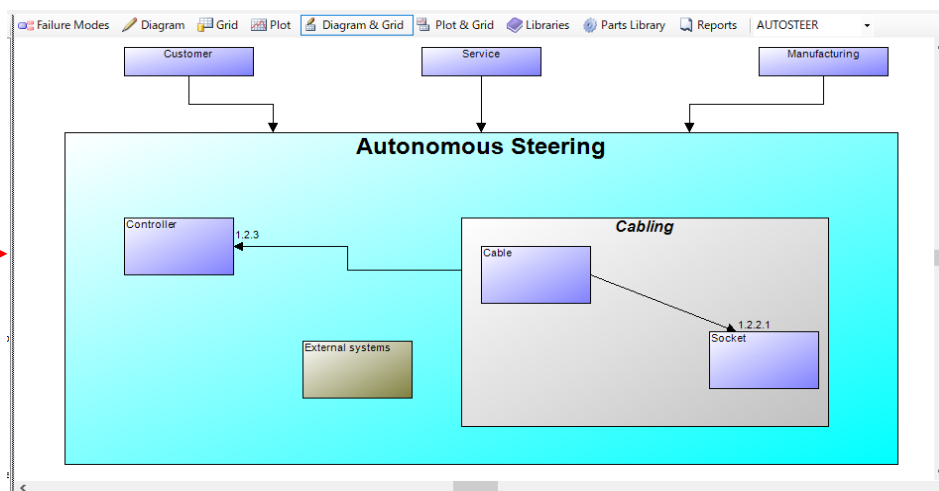 Failure Modes Diagram Grid Plot Diagram & Grid Plot & Grid Libraries Parts Library Reports AUTOSTEER
Customer Service Manufacturing
Autonomous Steering
Controller
1.2.3
Cabling
Cable
1.2.2.1
Socket
External systems